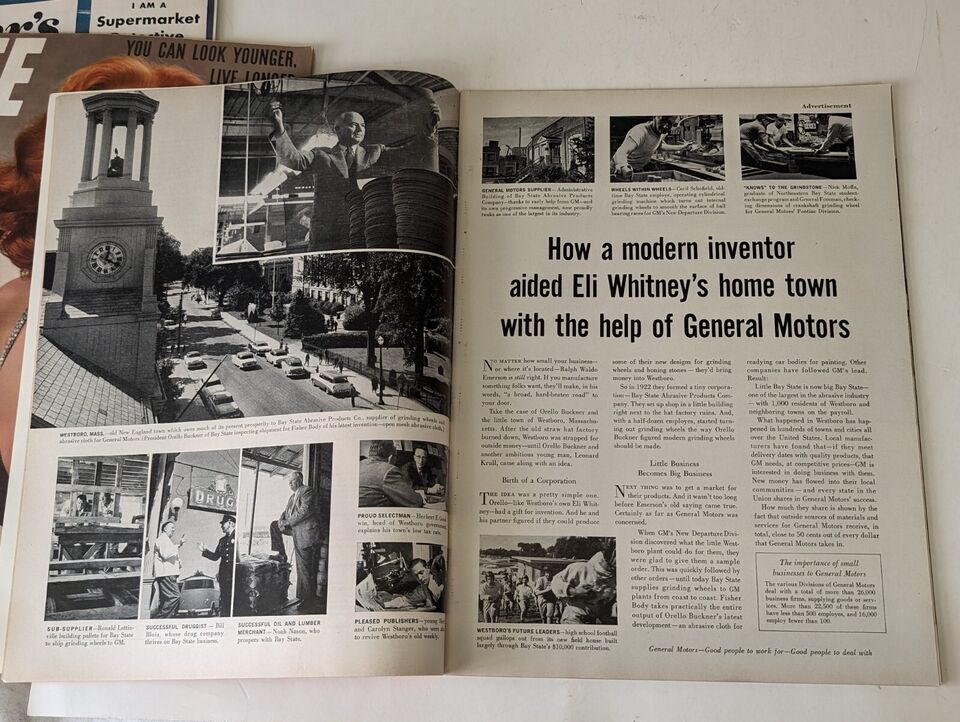 I AM A
Supermarket
Detective
YOU CAN LOOK YOUNGER,
LIVE LONGER
DRUG
WESTBORO, MASS.—old New England town which owes much of its present prosperity to Bay State Abrasive Products Co., supplier of grinding wheels and
abrasive cloth for General Motors. (President Orello Buckner of Bay State inspecting shipment for Fisher Body of his latest invention—open mesh abrasive cloth.)
SUB-SUPPLIER—Ronald
ville building pallets for Bay State
to ship grinding wheels to GM.
SUCCESSFUL DRUGGIST—Bill
Blois, whose drug company
thrives on Bay State business.
SUCCESSFUL OIL AND LUMBER
MERCHANT—Noah Nason, who
prospers with Bay State.
PROUD SELECTMAN—Herbert E.
win, head of Westboro government,
explains his town's low tax rate.
PLEASED PUBLISHERS—young
and Carolyn Stanger, who
to revive Westboro's old weekly.
Advertisement
GENERAL MOTORS SUPPLIER—Administrative
Building of Bay State Abrasive Products
Company—thanks to early help from GM—and
its own progressive management, now proudly
ranks as one of the largest in its industry.
WHEELS WITHIN WHEELS—Cecil Schofield, old-
time Bay State employe, operating cylindrical
grinding machine which turns out internal
grinding wheels to smooth the surface of ball
bearing races for GM's New Departure Division.
"KNOWS" TO THE GRINDSTONE—Nick Moffa,
graduate of Northeastern Bay State student-
exchange program and General Foreman, check-
ing dimensions of crankshaft grinding wheel
for General Motors' Pontiac Division.
How a modern inventor
aided Eli Whitney's home town
with the help of General Motors
NO MATTER how small your business—
or where it's located—Ralph Waldo
Emerson is still right. If you manufacture
something folks want, they'll make, in his
words, "a broad, hard-beaten road" to
your door.
Take the case of Orello Buckner and
the little town of Westboro, Massachu-
setts. After the old straw hat factory
burned down, Westboro was strapped for
outside money—until Orello Buckner and
another ambitious young man, Leonard
Krull, came along with an idea.
Birth of a Corporation
THE IDEA was a pretty simple one.
Orello—like Westboro's own Eli Whit-
ney—had a gift for invention. And he and
his partner figured if they could produce
WESTBORO'S FUTURE LEADERS—high school football
squad gallops out from its new field house built
largely through Bay State's $10,000 contribution.
some of their new designs for grinding
wheels and honing stones—they'd bring
money into Westboro.
So in 1922 they formed a tiny corpora-
tion—Bay State Abrasive Products Com-
pany. They set up shop in a little building
right next to the hat factory ruins. And,
with a half-dozen employes, started turn-
ing out grinding wheels the way Orello
Buckner figured modern grinding wheels
should be made.
Little Business
Becomes Big Business
NEXT THING was to get a market for
their products. And it wasn't too long
before Emerson's old saying came true.
Certainly as far as General Motors was
concerned.
When GM's New Departure Divi-
sion discovered what the little West-
boro plant could do for them, they
were glad to give them a sample
order. This was quickly followed by
other orders—until today Bay State
supplies grinding wheels to GM
plants from coast to coast. Fisher
Body takes practically the entire
output of Orello Buckner's latest
development—an abrasive cloth for
readying car bodies for painting. Other
companies have followed GM's lead.
Result:
Little Bay State is now big Bay State—
one of the largest in the abrasive industry
—with 1,000 residents of Westboro and
neighboring towns on the payroll.
What happened in Westboro has hap-
pened in hundreds of towns and cities all
over the United States. Local manufac-
turers have found that—if they meet
delivery dates with quality products, that
GM needs, at competitive prices—GM is
interested in doing business with them.
New money has flowed into their local
communities—and every state in the
Union shares in General Motors' success.
How much they share is shown by the
fact that outside sources of materials and
services for General Motors receive, in
total, close to 50 cents out of every dollar
that General Motors takes in.
The importance of small
businesses to General Motors
The various Divisions of General Motors
deal with a total of more than 26,000
business firms, supplying goods or serv-
ices. More than 22,500 of these firms
have less than 500 employes, and 16,000
employ fewer than 100.
General Motors—Good people to work for—Good people to deal with